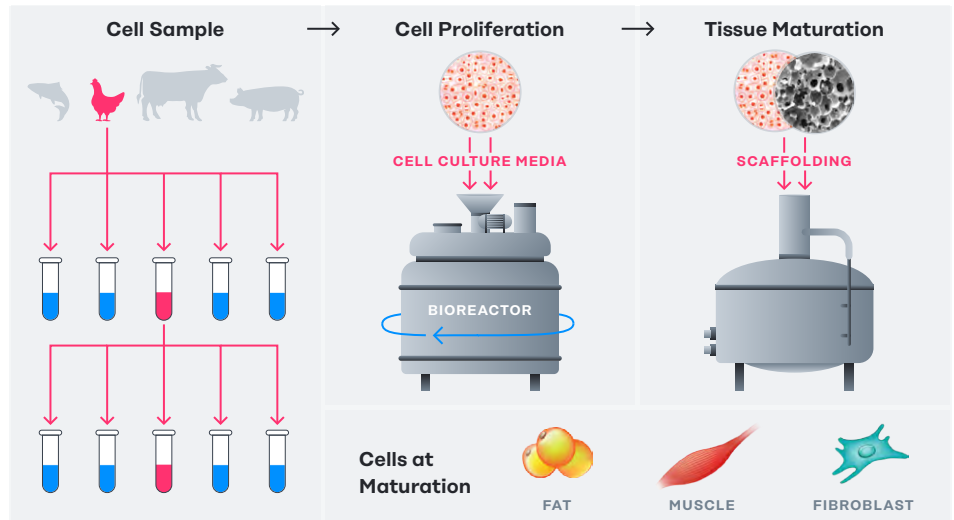 Cell Sample
Cell Proliferation
Tissue Maturation
CELL CULTURE MEDIA
SCAFFOLDING
BIOREACTOR
Cells at
Maturation
FAT
MUSCLE
FIBROBLAST